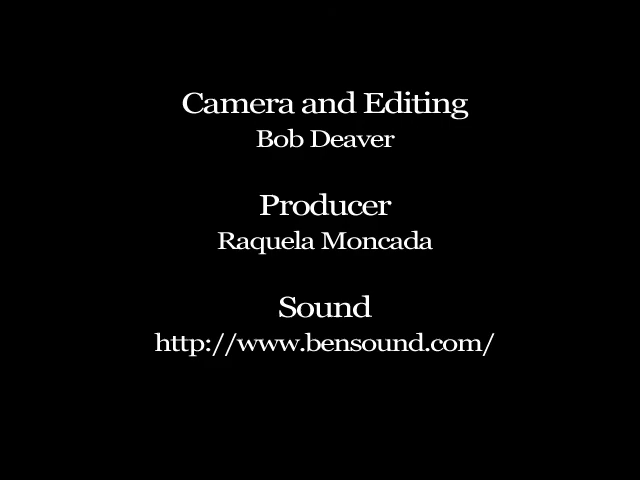 Camera and Editing
Bob Deaver
Producer
Raquela Moncada
Sound
http://www.bensound.com/